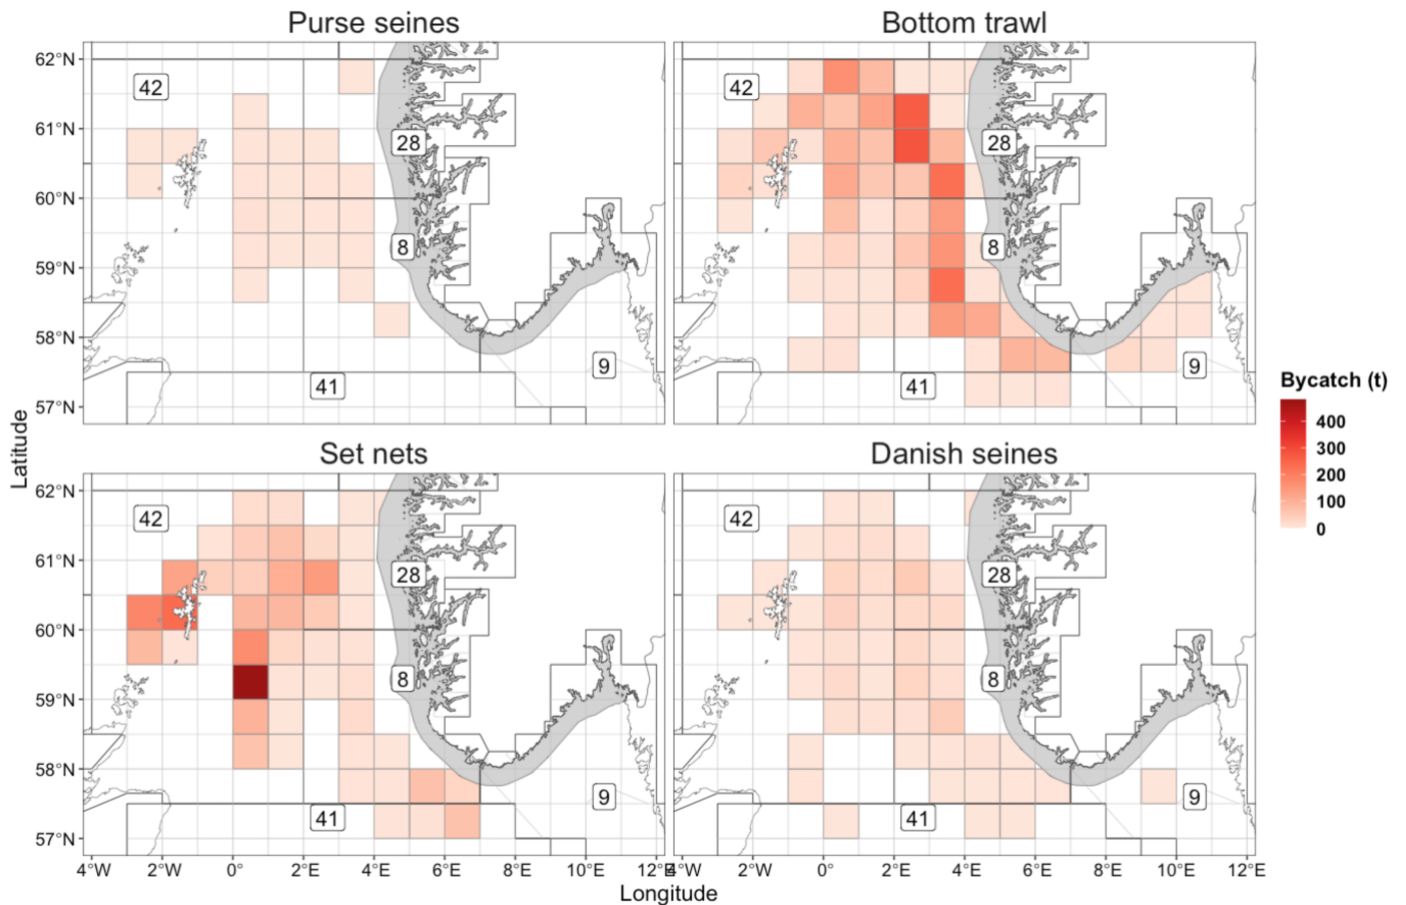 Purse seines
Bottom trawl
62°N
61°N
60°N
59°N
58°N
57°N
42
28
8
9
41
42
28
8
9
41
Bycatch (t)
400
300
200
100
0
Latitude
Set nets
Danish seines
62°N
61°N
60°N
59°N
58°N
57°N
42
28
8
9
41
42
28
8
9
41
4°W 2°W 0° 2°E 4°E 6°E 8°E 10°E 12°E
4°W 2°W 0° 2°E 4°E 6°E 8°E 10°E 12°E
Longitude